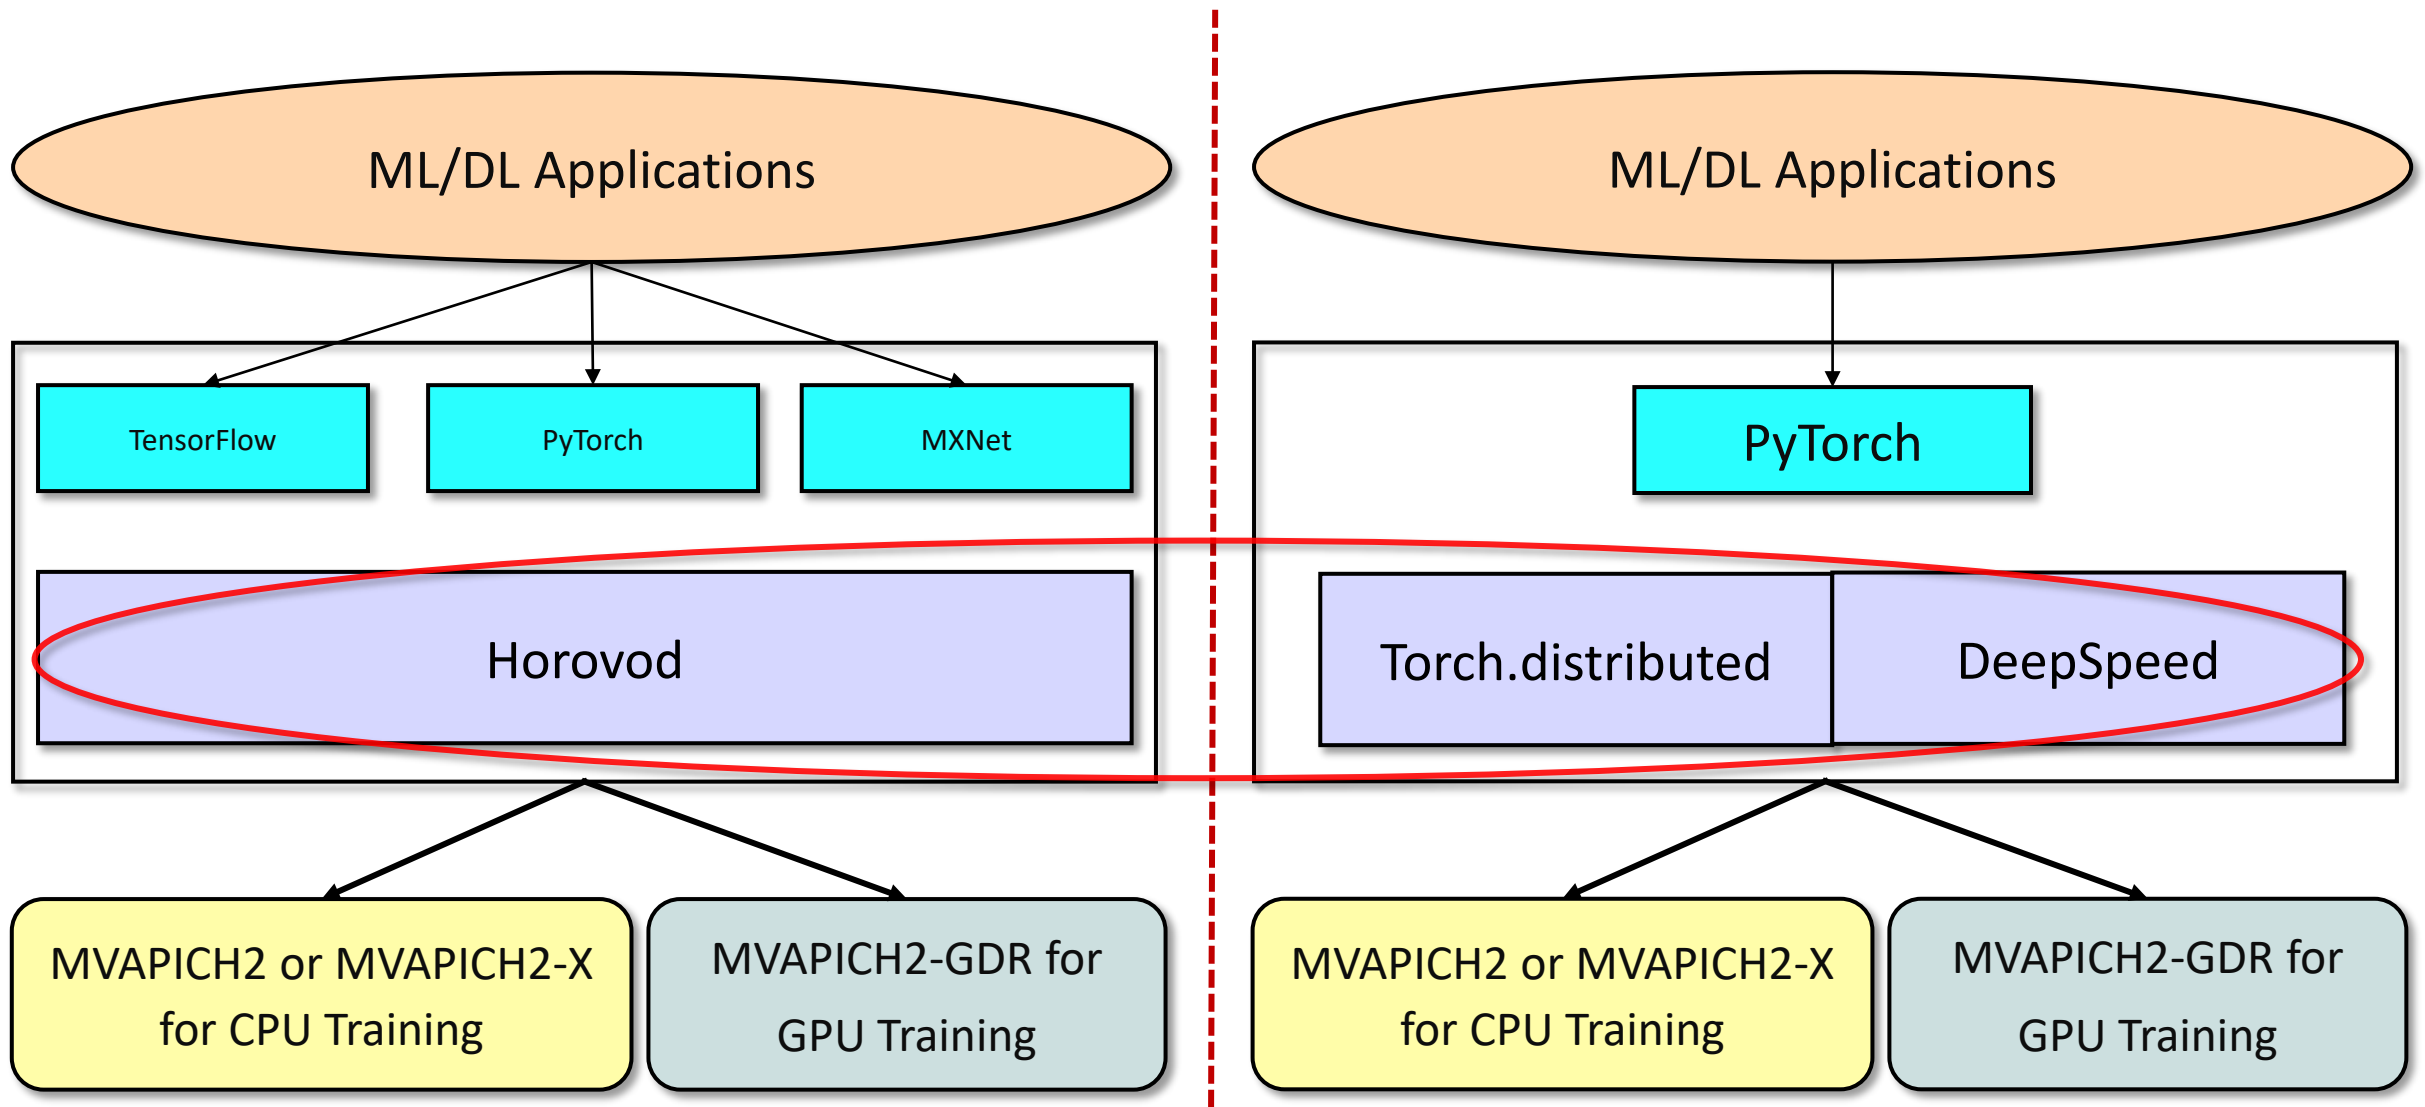 ML/DL Applications
TensorFlow
PyTorch
MXNet
Horovod
MVAPICH2 or MVAPICH2-X
for CPU Training
MVAPICH2-GDR for
GPU Training
ML/DL Applications
PyTorch
Torch.distributed
DeepSpeed
MVAPICH2 or MVAPICH2-X
for CPU Training
MVAPICH2-GDR for
GPU Training